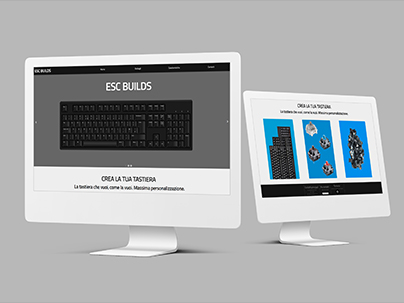 ESC BUILDS
ESC BUILDS
CREA LA TUA TASTIERA
La tastiera che vuoi, come la vuoi. Massima personalizzazione.
CREA LA TUA TASTIERA
La tastiera che vuoi, come la vuoi. Massima personalizzazione.